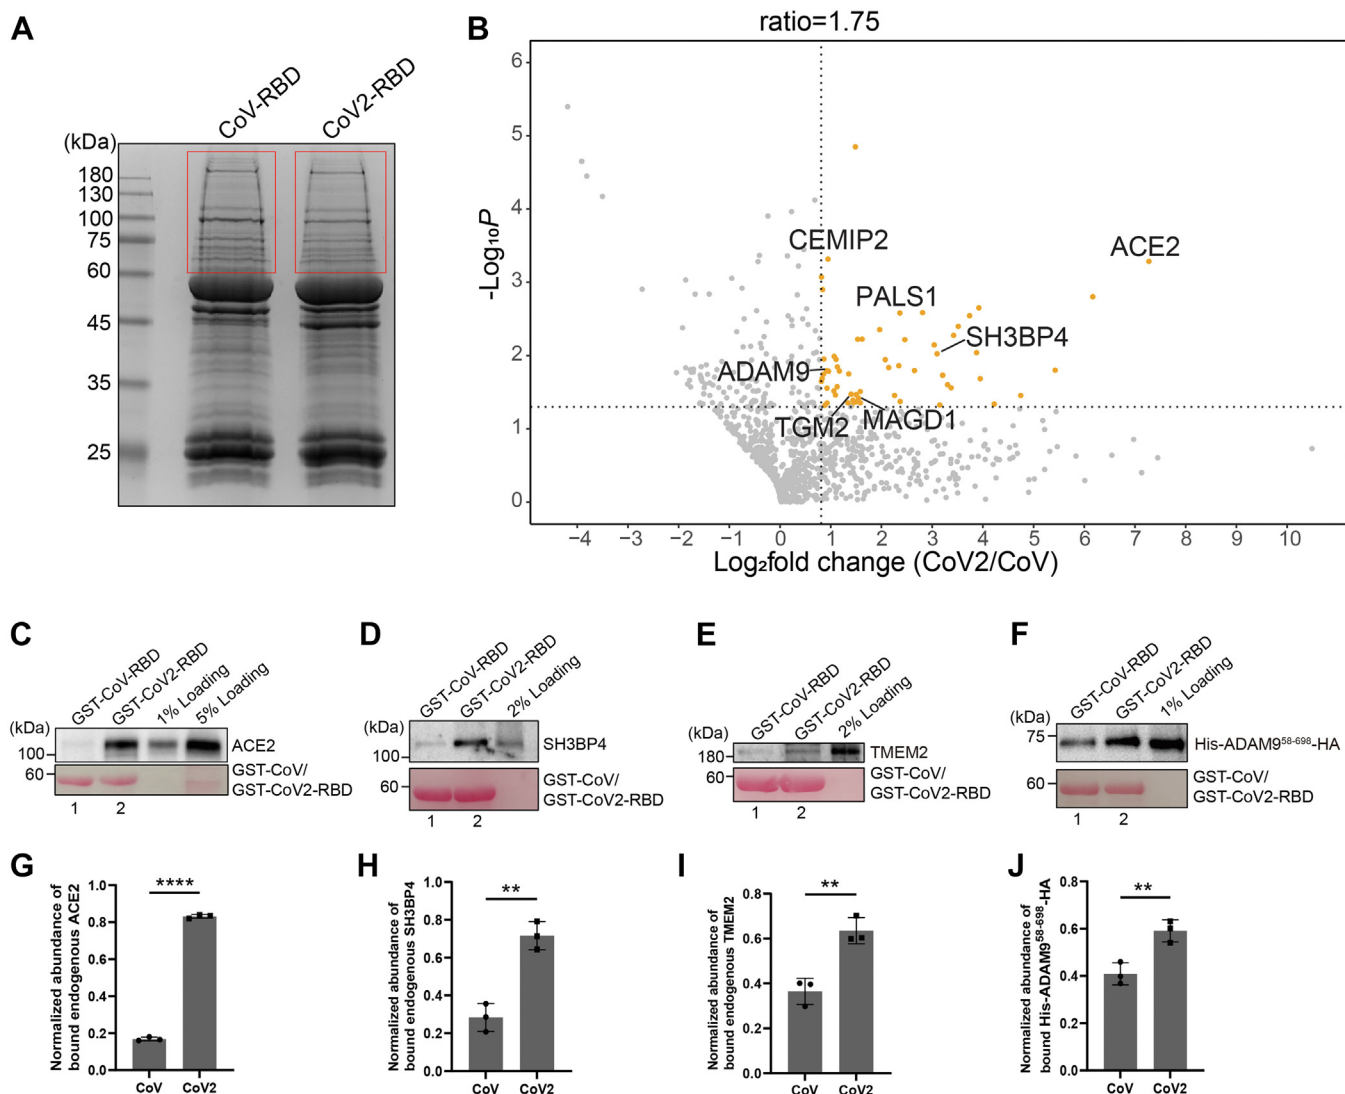 A
CoV-RBD
CoV2-RBD
(kDa)
180
130
100
75
60
45
35
25
B
ratio=1.75
-Log₁₀P
6
5
4
3
2
1
0
CEMIP2
ACE2
PALS1
SH3BP4
ADAM9
TGM2
MAGD1
−4
−3
−2
−1
0
1
2
3
4
5
6
7
8
9
10
Log₂fold change (CoV2/CoV)
C
GST-CoV-RBD
GST-CoV2-RBD
1% Loading
5% Loading
(kDa)
100
ACE2
60
GST-CoV/
GST-CoV2-RBD
1
2
D
GST-CoV-RBD
GST-CoV2-RBD
2% Loading
(kDa)
100
SH3BP4
60
GST-CoV/
GST-CoV2-RBD
1
2
E
GST-CoV-RBD
GST-CoV2-RBD
2% Loading
(kDa)
180
TMEM2
60
GST-CoV/
GST-CoV2-RBD
1
2
F
GST-CoV-RBD
GST-CoV2-RBD
1% Loading
(kDa)
75
His-ADAM9⁵⁸⁻⁶⁹⁸-HA
60
GST-CoV/
GST-CoV2-RBD
1
2
G
Normalized abundance of
bound endogenous ACE2
1.0
0.8
0.6
0.4
0.2
0.0
****
CoV
CoV2
H
Normalized abundance of
bound endogenous SH3BP4
1.0
0.8
0.6
0.4
0.2
0.0
**
CoV
CoV2
I
Normalized abundance of
bound endogenous TMEM2
0.8
0.6
0.4
0.2
0.0
**
CoV
CoV2
J
Normalized abundance of
bound His-ADAM9⁵⁸⁻⁶⁹⁸-HA
0.8
0.6
0.4
0.2
0.0
**
CoV
CoV2